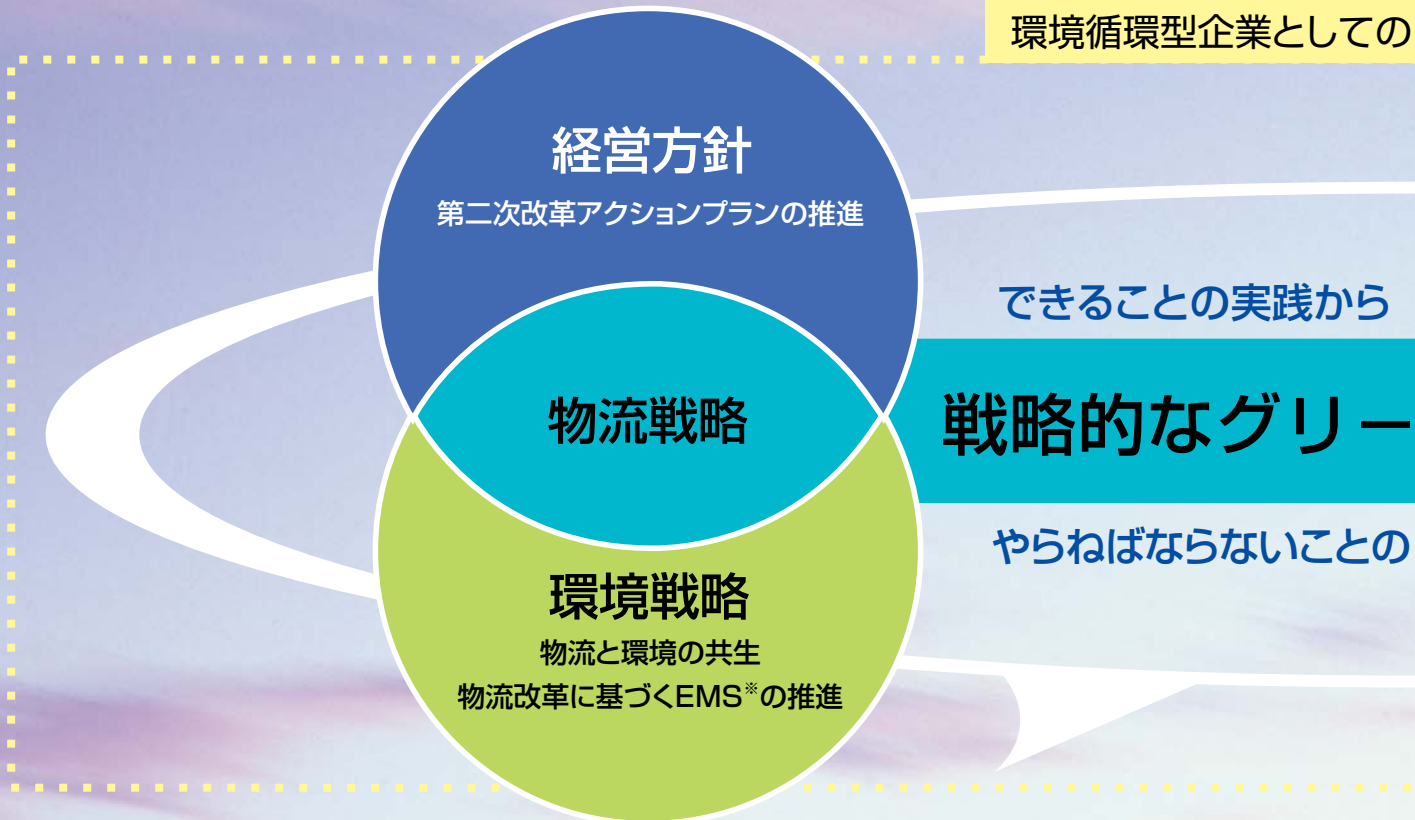 環境循環型企業としての
経営方針
第二次改革アクションプランの推進
できることの実践から
物流戦略
戦略的なグリー
やらねばならないことの
環境戦略
物流と環境の共生
物流改革に基づくEMS※の推進